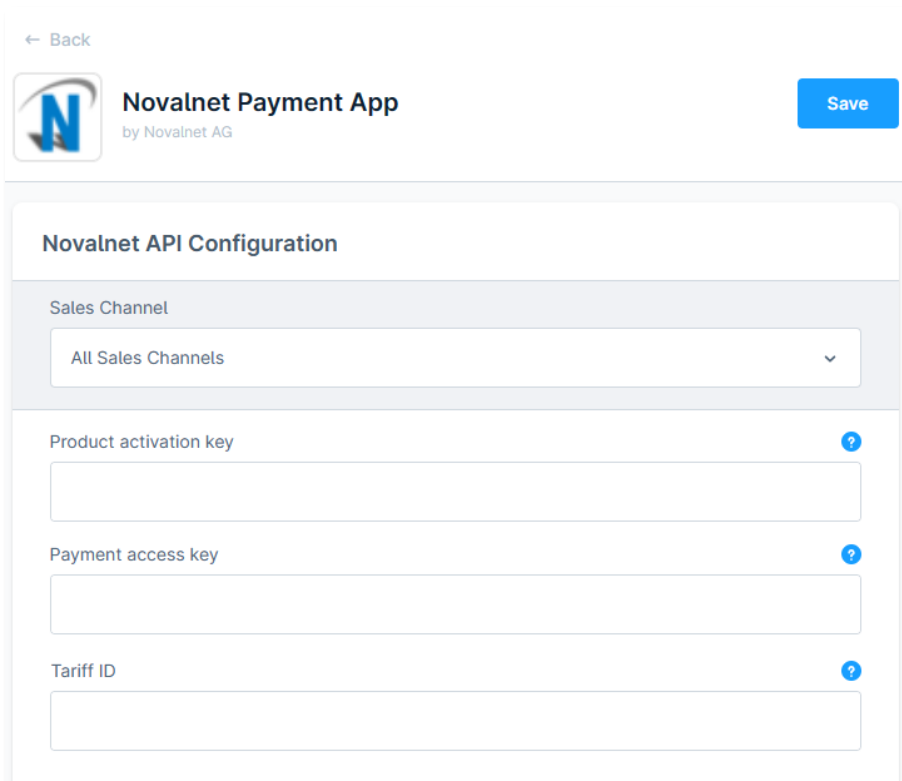 ← Back
N
Novalnet Payment App
by Novalnet AG
Save
Novalnet API Configuration
Sales Channel
All Sales Channels
Product activation key
?
Payment access key
?
Tariff ID
?